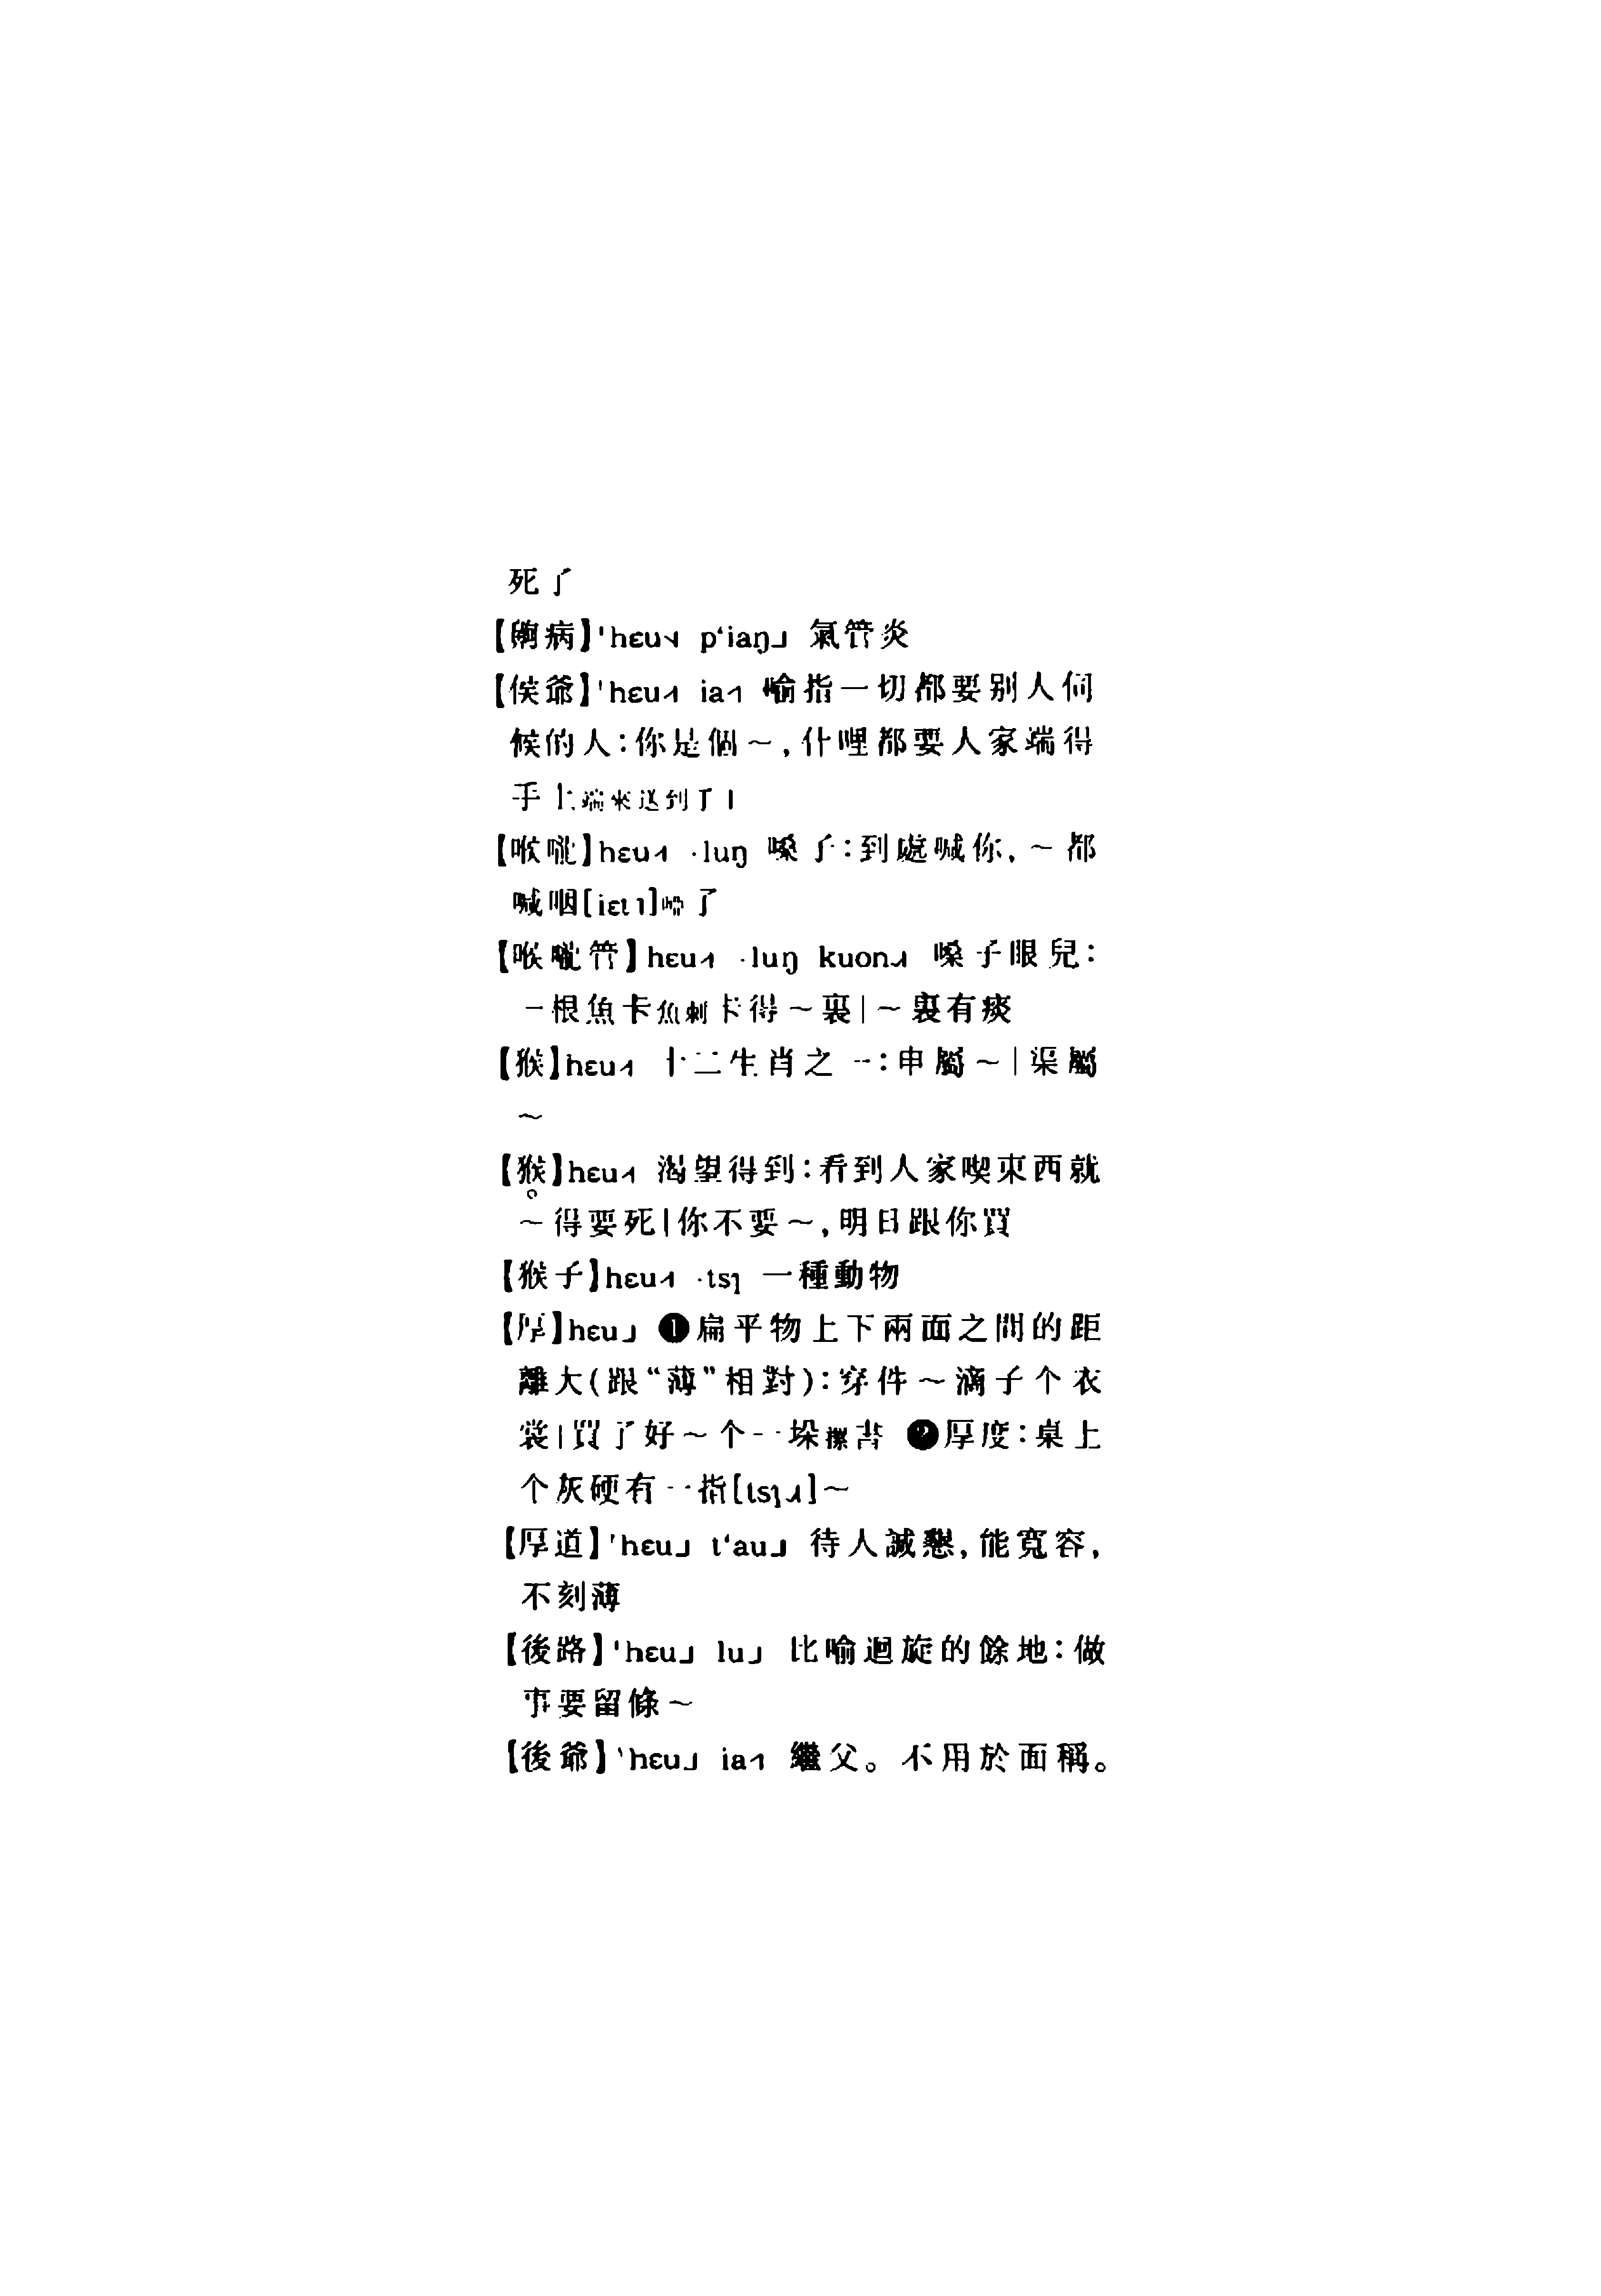 死了
【齁病】ˈhɛu˧˩ pʻiaŋ˩ 氣管炎
【侯爺】ˈhɛu˧˥ ia˦˥ 喻指一切都要別人伺
候的人：你是個～，什哩都要人家端得
手上端來送到了｜
【喉嚨】hɛu˧˥ ·luŋ 嗓子：到處喊你，～都
喊咽[iɛt˥]啞了
【喉嚨管】hɛu˧˥ ·luŋ kuon˨˩˧ 嗓子眼兒：
一根魚卡魚刺卡得～裏｜～裏有痰
【猴】hɛu˧˥ 十二生肖之一：申屬～｜渠屬
～
【猴】hɛu˧˥ 渴望得到：看到人家喫東西就
～得要死｜你不要～，明日跟你買
【猴子】hɛu˧˥ ·tsɿ 一種動物
【厚】hɛu˩ ❶扁平物上下兩面之間的距
離大（跟“薄”相對）：穿件～滴子个衣
裳｜買了好～个一垛摞書 ❷厚度：桌上
个灰硬有一指[tsɿ˨˩˧]～
【厚道】ˈhɛu˩ tʻau˩ 待人誠懇，能寬容，
不刻薄
【後路】ˈhɛu˩ lu˩ 比喻迴旋的餘地：做
事要留條～
【後爺】ˈhɛu˩ ia˦˥ 繼父。不用於面稱。